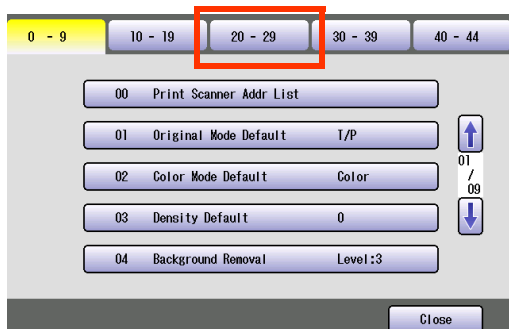 0 - 9 10 - 19 20 - 29 30 - 39 40 - 44
00 Print Scanner Addr List
01 Original Mode Default T/P
02 Color Mode Default Color
03 Density Default 0
04 Background Removal Level:3
01
/
09
Close